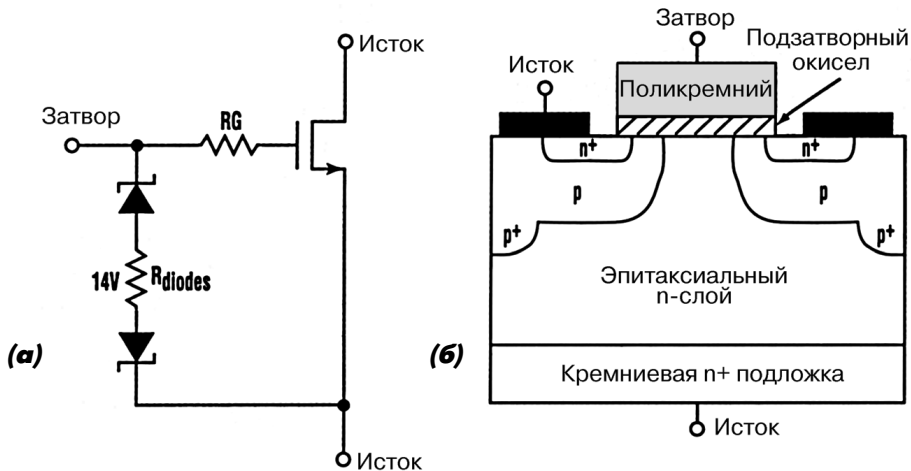 Исток
Затвор
RG
14V Rdiodes
(а)
Исток
Затвор
Подзатворный
окисел
Исток
Поликремний
n+ n+
p p
p+ p+
Эпитаксиальный
n-слой
(б)
Кремниевая n+ подложка
Исток